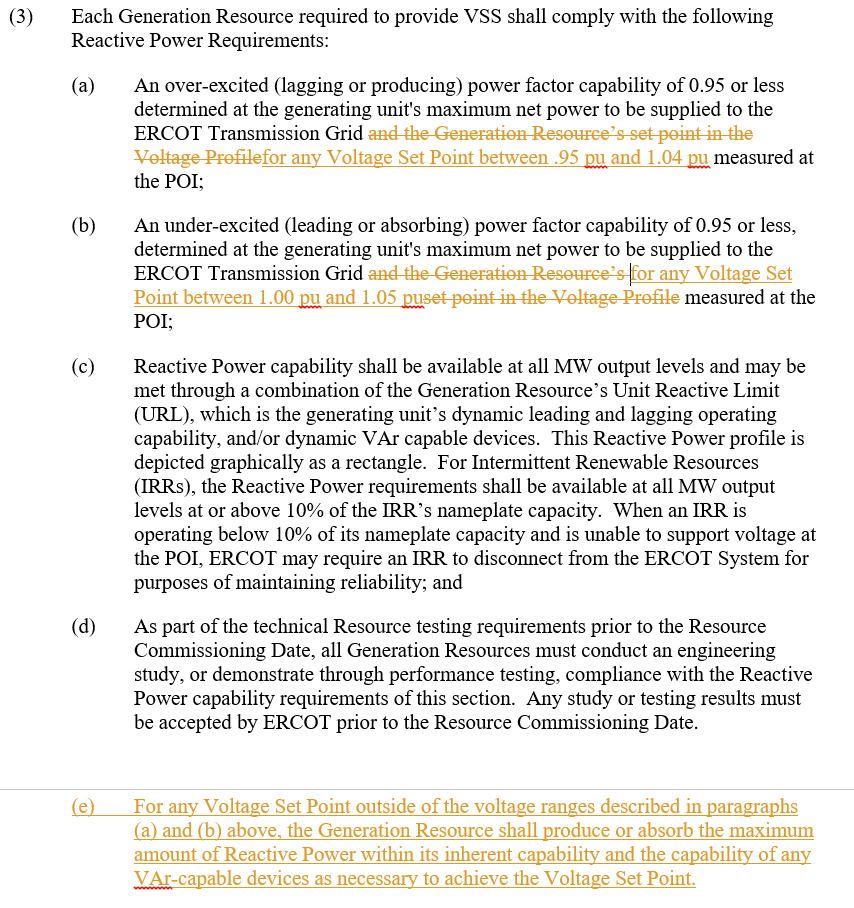 (3) Each Generation Resource required to provide VSS shall comply with the following
Reactive Power Requirements:
(a) An over-excited (lagging or producing) power factor capability of 0.95 or less
determined at the generating unit's maximum net power to be supplied to the
ERCOT Transmission Grid and the Generation Resource’s set point in the
Voltage Profilefor any Voltage Set Point between .95 pu and 1.04 pu measured at
the POI;
(b) An under-excited (leading or absorbing) power factor capability of 0.95 or less,
determined at the generating unit's maximum net power to be supplied to the
ERCOT Transmission Grid and the Generation Resource’s for any Voltage Set
Point between 1.00 pu and 1.05 puset point in the Voltage Profile measured at the
POI;
(c) Reactive Power capability shall be available at all MW output levels and may be
met through a combination of the Generation Resource’s Unit Reactive Limit
(URL), which is the generating unit’s dynamic leading and lagging operating
capability, and/or dynamic VAr capable devices. This Reactive Power profile is
depicted graphically as a rectangle. For Intermittent Renewable Resources
(IRRs), the Reactive Power requirements shall be available at all MW output
levels at or above 10% of the IRR’s nameplate capacity. When an IRR is
operating below 10% of its nameplate capacity and is unable to support voltage at
the POI, ERCOT may require an IRR to disconnect from the ERCOT System for
purposes of maintaining reliability; and
(d) As part of the technical Resource testing requirements prior to the Resource
Commissioning Date, all Generation Resources must conduct an engineering
study, or demonstrate through performance testing, compliance with the Reactive
Power capability requirements of this section. Any study or testing results must
be accepted by ERCOT prior to the Resource Commissioning Date.
(e) For any Voltage Set Point outside of the voltage ranges described in paragraphs
(a) and (b) above, the Generation Resource shall produce or absorb the maximum
amount of Reactive Power within its inherent capability and the capability of any
VAr-capable devices as necessary to achieve the Voltage Set Point.